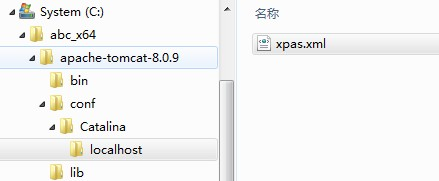 System (C:)
abc_x64
apache-tomcat-8.0.9
bin
conf
Catalina
localhost
lib
名称
xpas.xml